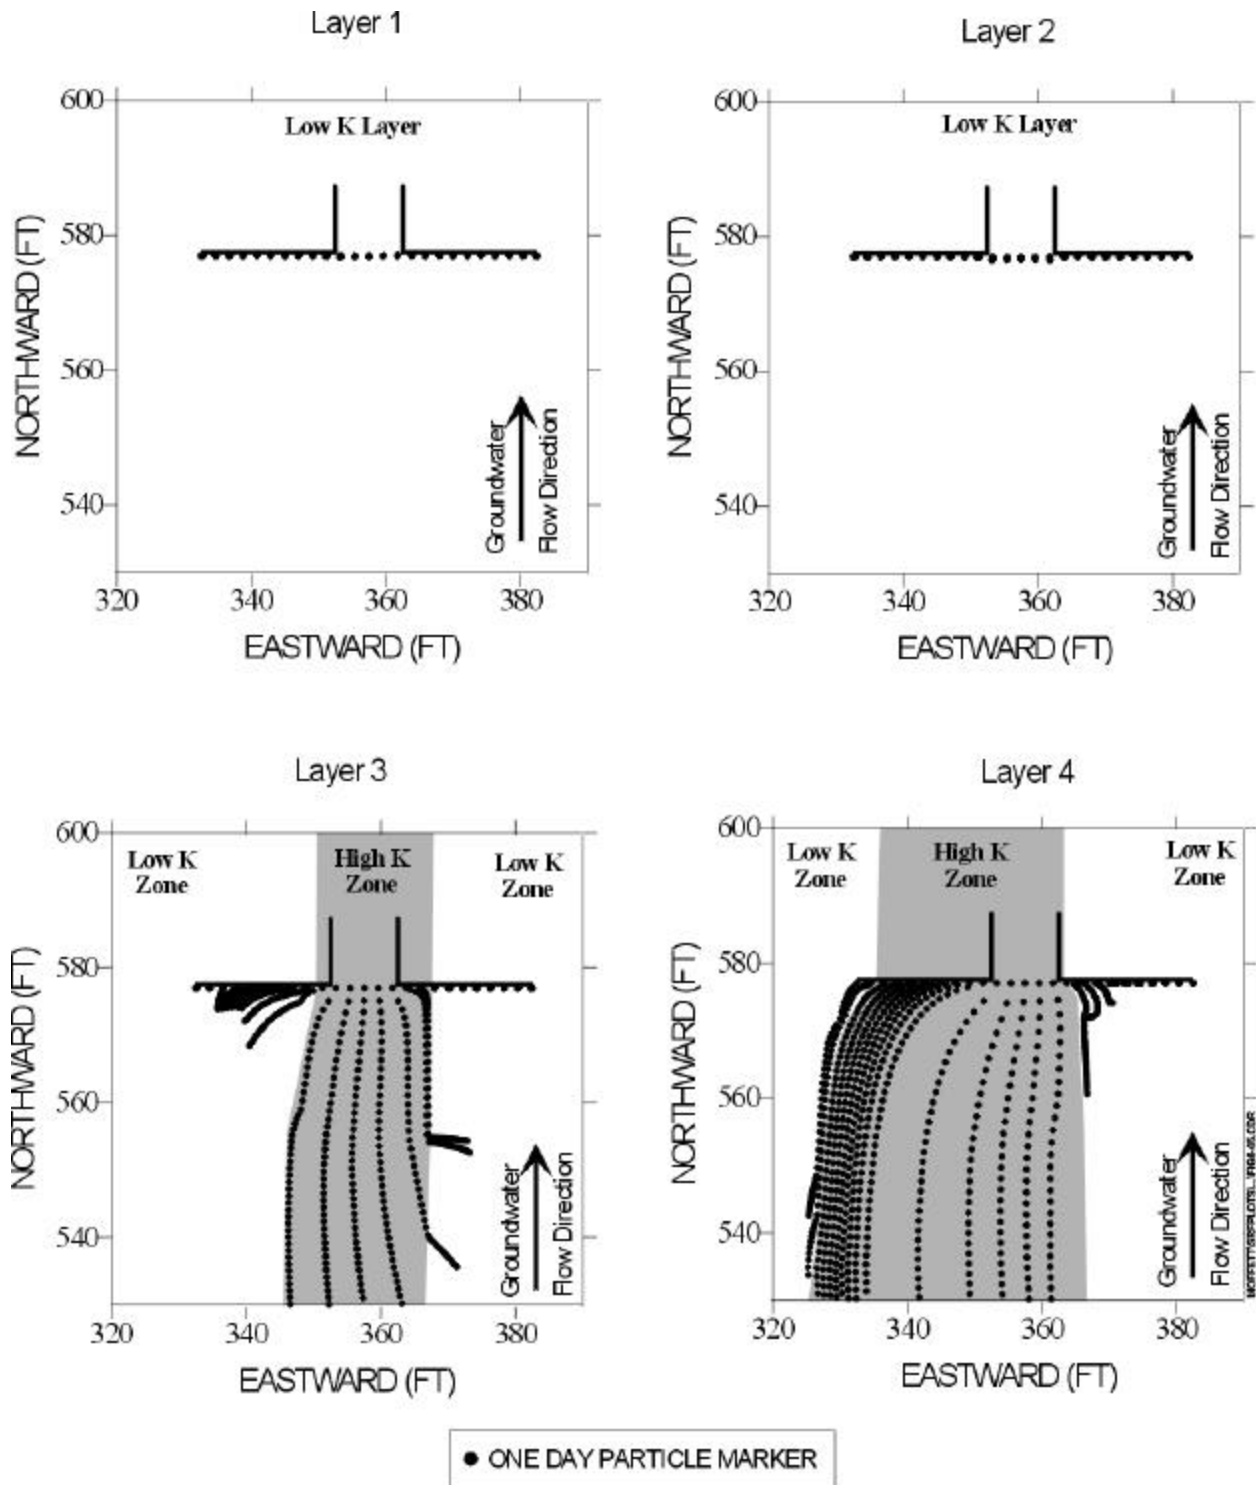 Layer 1
600
Low K Layer
580
560
540
NORTHWARD (FT)
Groundwater
Flow Direction
320 340 360 380
EASTWARD (FT)
Layer 2
600
Low K Layer
580
560
540
NORTHWARD (FT)
Groundwater
Flow Direction
320 340 360 380
EASTWARD (FT)
Layer 3
600
Low K
Zone
High K
Zone
Low K
Zone
580
560
540
NORTHWARD (FT)
Groundwater
Flow Direction
320 340 360 380
EASTWARD (FT)
Layer 4
600
Low K
Zone
High K
Zone
Low K
Zone
580
560
540
NORTHWARD (FT)
Groundwater
Flow Direction
320 340 360 380
EASTWARD (FT)
ONE DAY PARTICLE MARKER